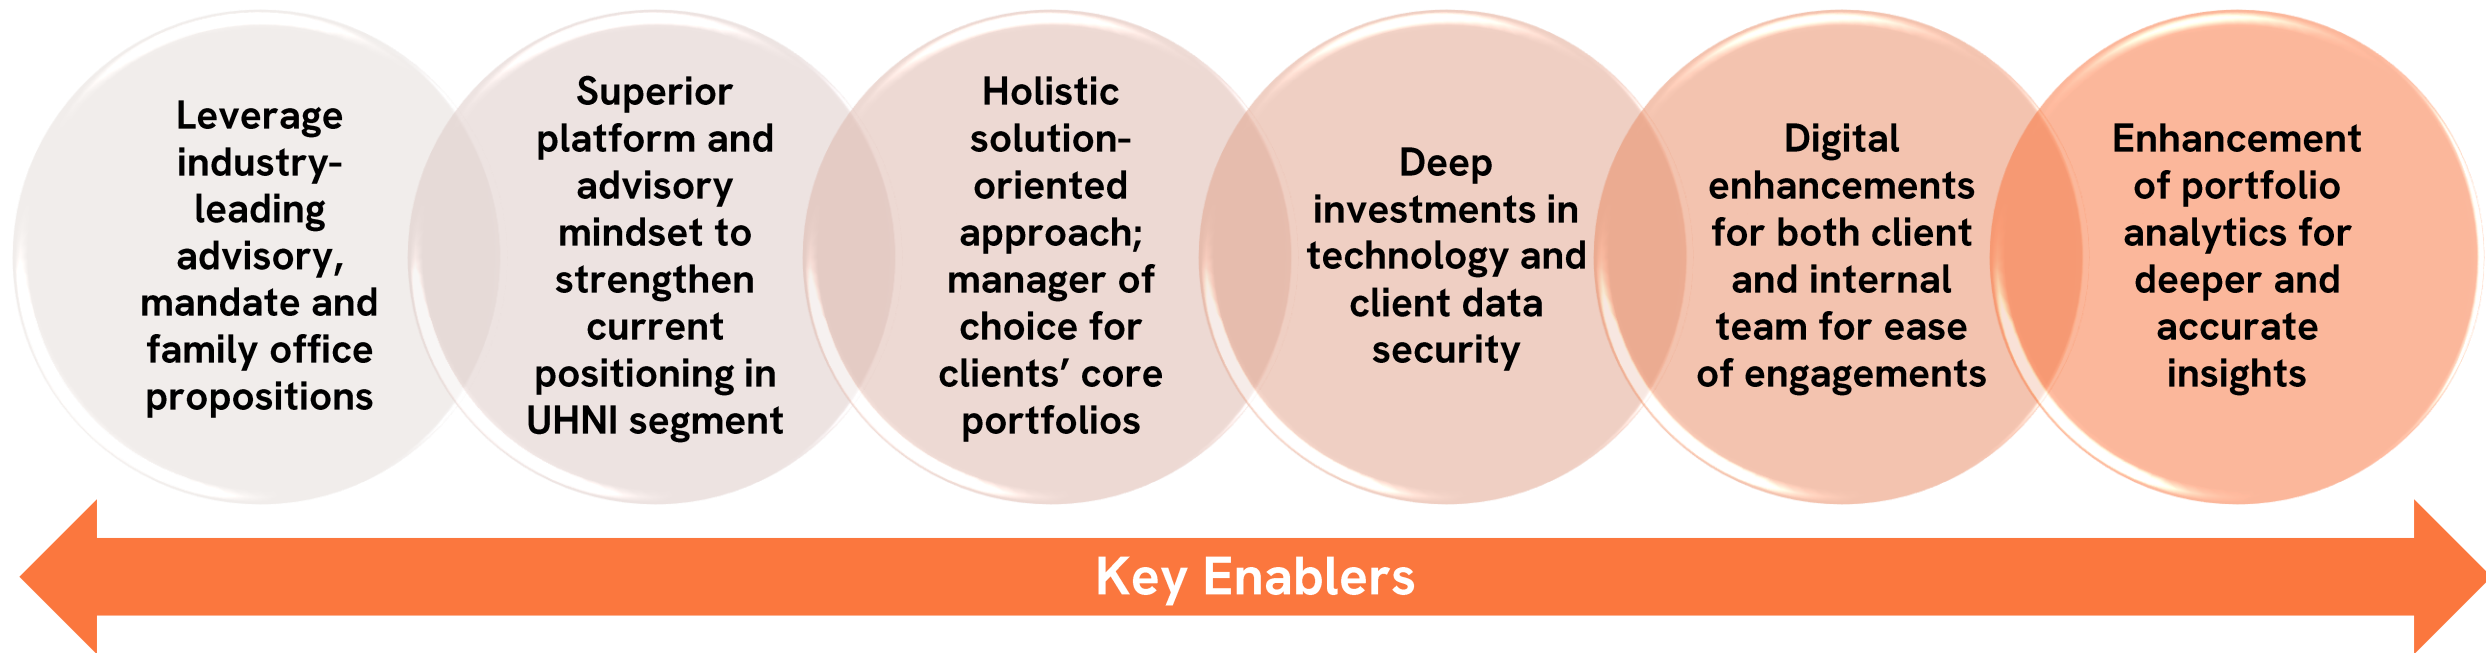 Leverage
industry-
leading
advisory,
mandate and
family office
propositions
Superior
platform and
advisory
mindset to
strengthen
current
positioning in
UHNI segment
Holistic
solution-
oriented
approach;
manager of
choice for
clients’ core
portfolios
Deep
investments in
technology and
client data
security
Digital
enhancements
for both client
and internal
team for ease
of engagements
Enhancement
of portfolio
analytics for
deeper and
accurate
insights
Key Enablers